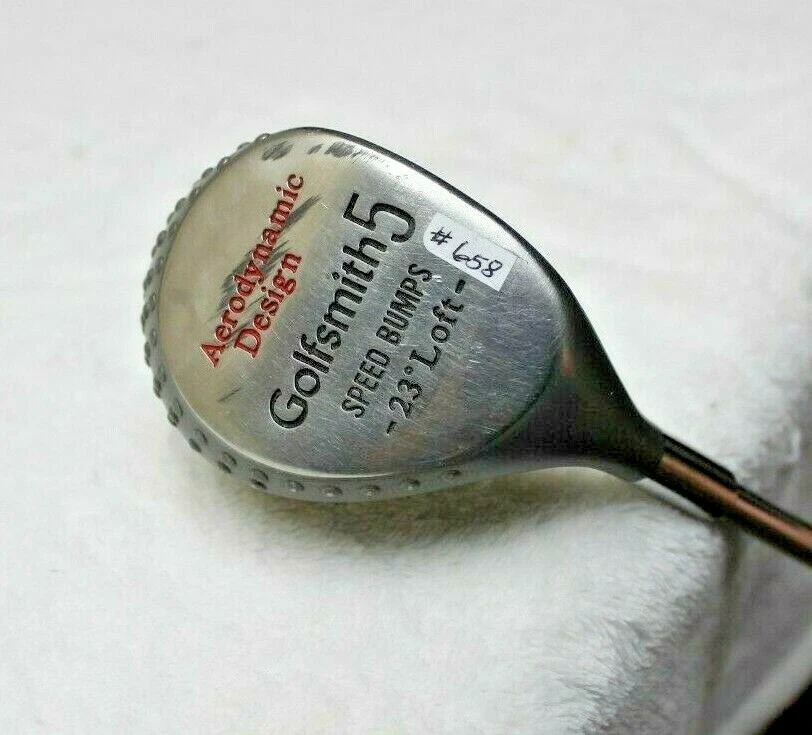 Aerodynamic
Design
Golfsmith 5
SPEED BUMPS
- 23° Loft -
#658